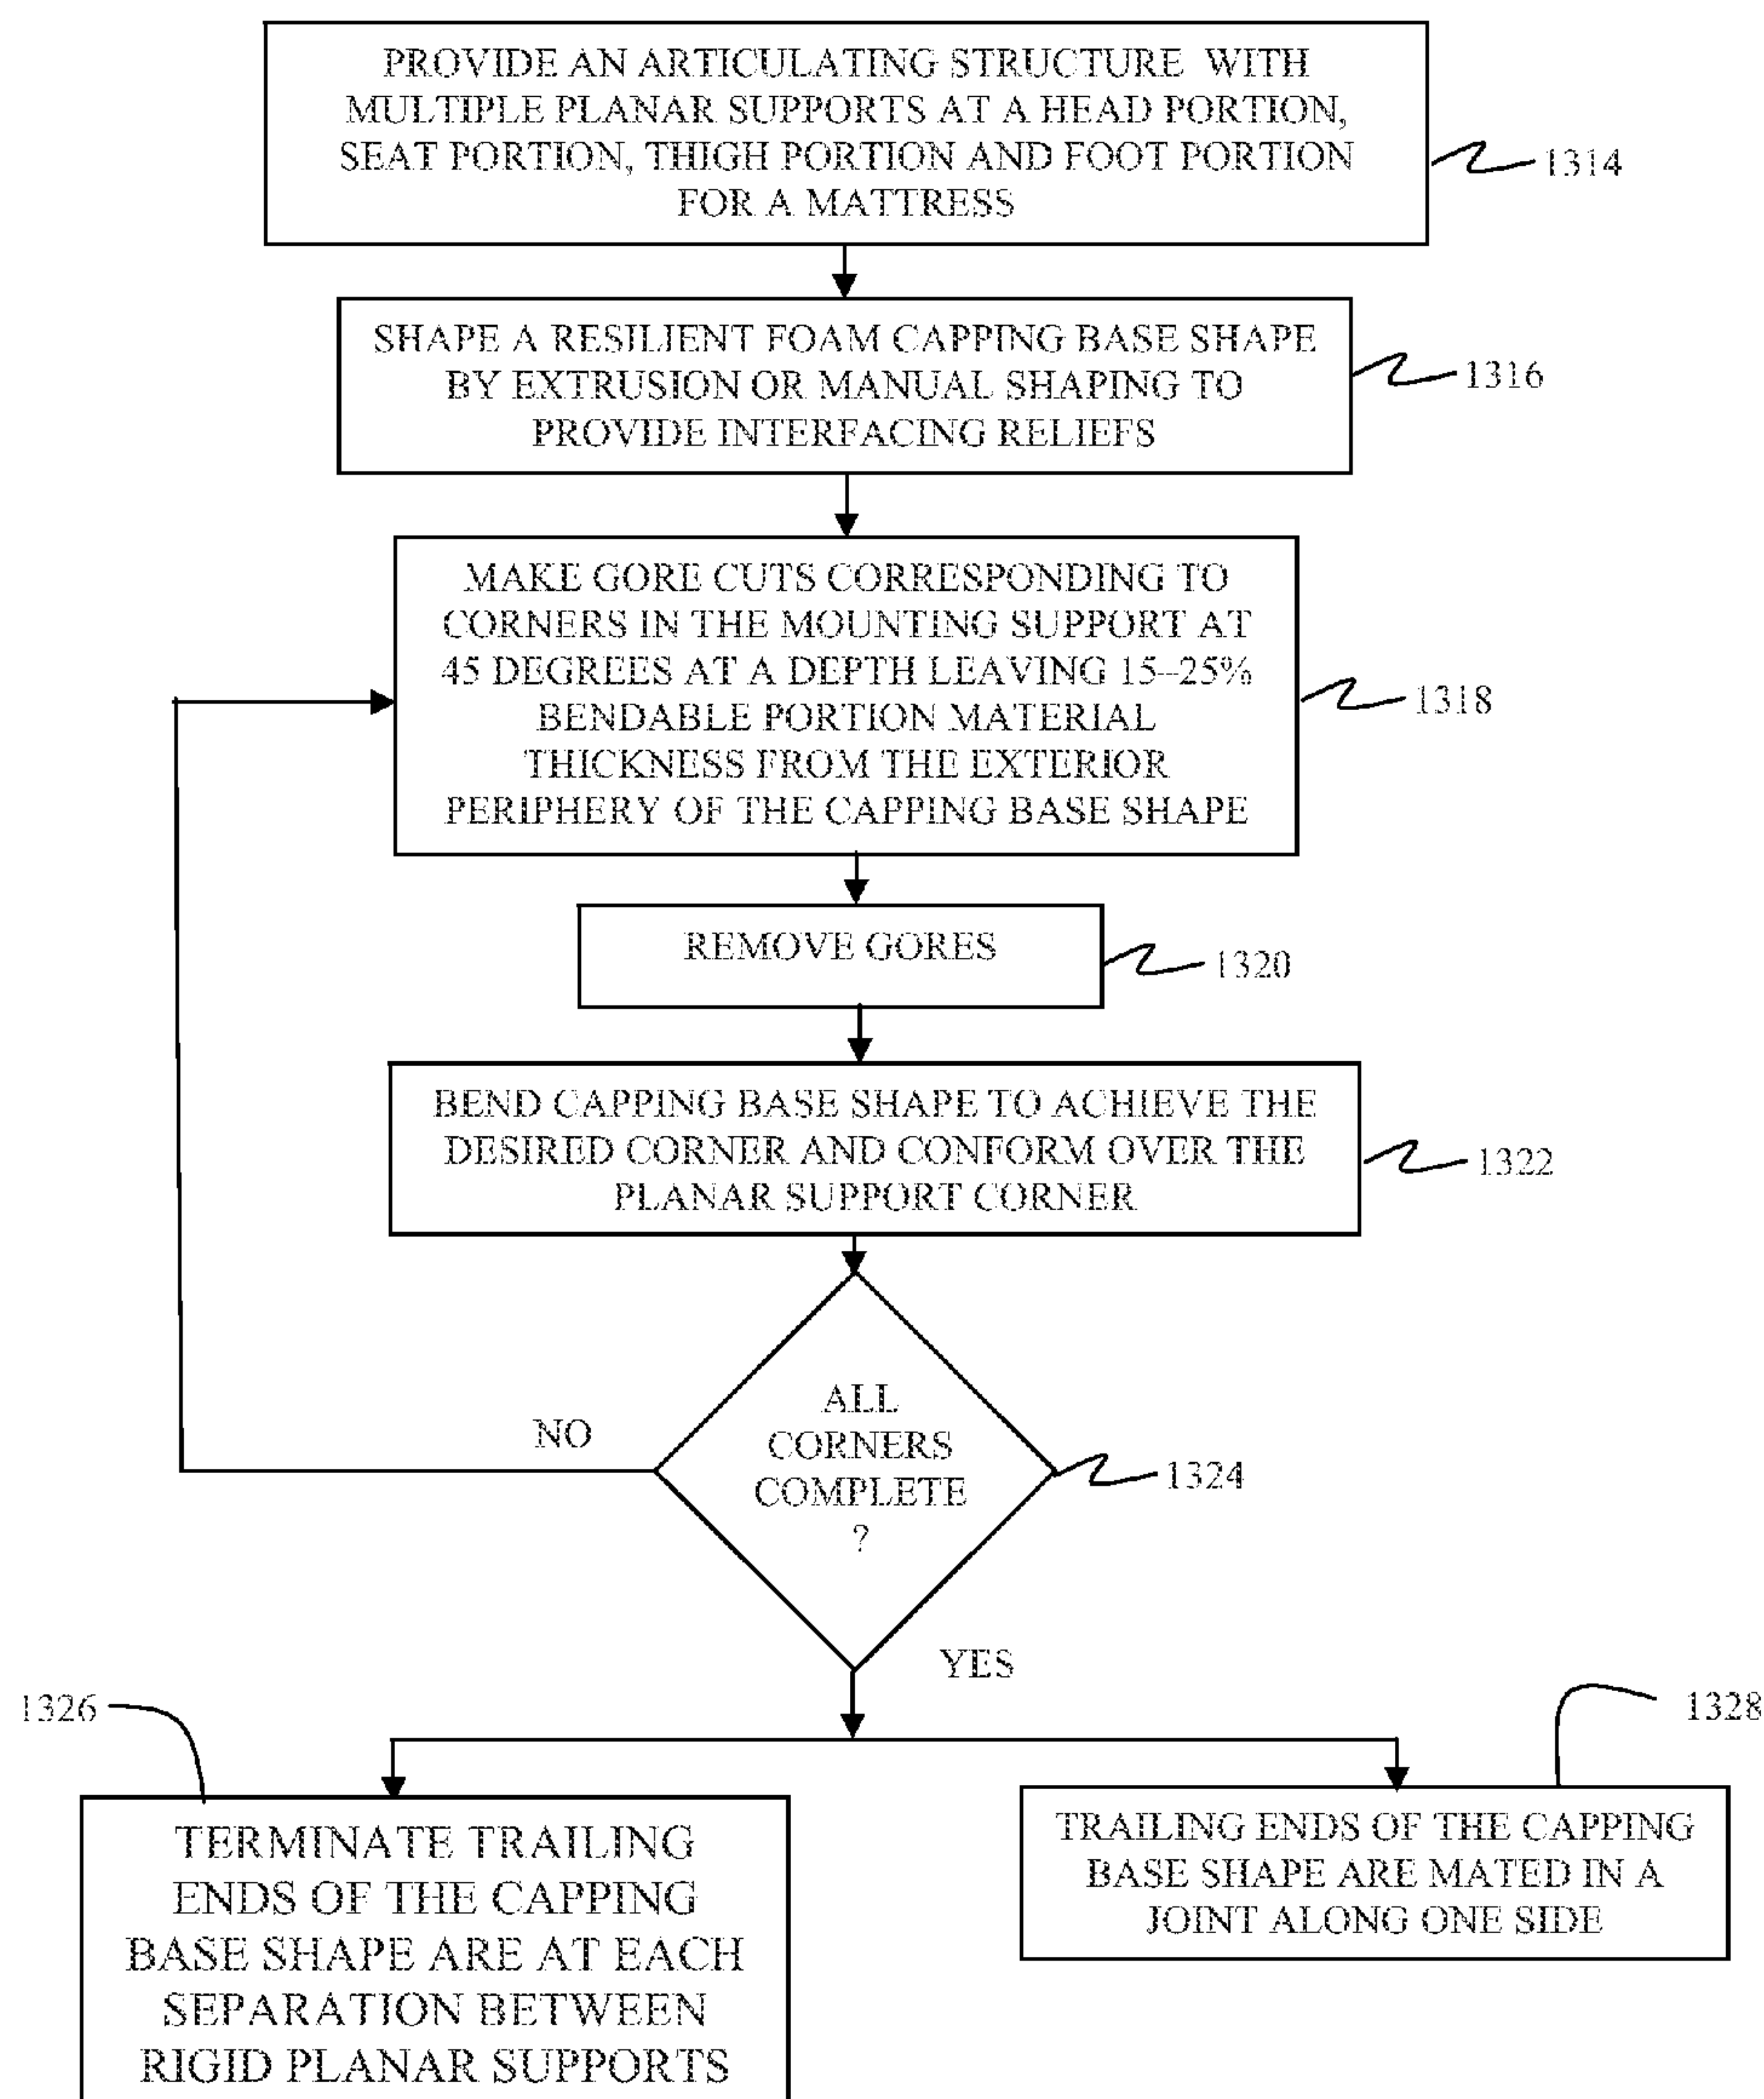 PROVIDE AN ARTICULATING STRUCTURE WITH
MULTIPLE PLANAR SUPPORTS AT A HEAD PORTION,
SEAT PORTION, THIGH PORTION AND FOOT PORTION
FOR A MATTRESS
1314
SHAPE A RESILIENT FOAM CAPPING BASE SHAPE
BY EXTRUSION OR MANUAL SHAPING TO
PROVIDE INTERFACING RELIEFS
1316
MAKE GORE CUTS CORRESPONDING TO
CORNERS IN THE MOUNTING SUPPORT AT
45 DEGREES AT A DEPTH LEAVING 15--25%
BENDABLE PORTION MATERIAL
THICKNESS FROM THE EXTERIOR
PERIPHERY OF THE CAPPING BASE SHAPE
1318
REMOVE GORES
1320
BEND CAPPING BASE SHAPE TO ACHIEVE THE
DESIRED CORNER AND CONFORM OVER THE
PLANAR SUPPORT CORNER
1322
ALL
CORNERS
COMPLETE
?
1324
NO
YES
1326
1328
TERMINATE TRAILING
ENDS OF THE CAPPING
BASE SHAPE ARE AT EACH
SEPARATION BETWEEN
RIGID PLANAR SUPPORTS
TRAILING ENDS OF THE CAPPING
BASE SHAPE ARE MATED IN A
JOINT ALONG ONE SIDE